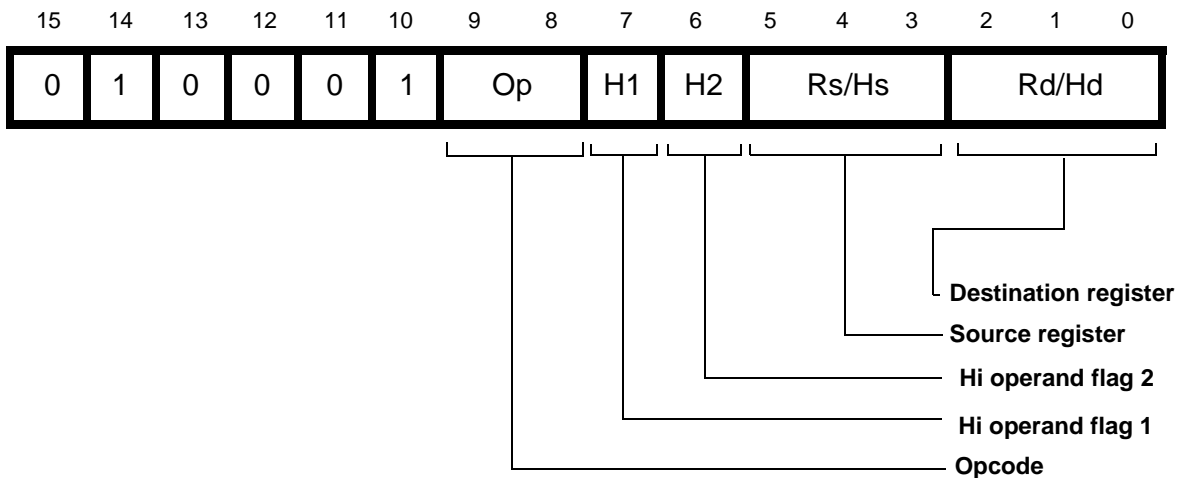 15 14 13 12 11 10 9 8 7 6 5 4 3 2 1 0
0 1 0 0 0 1 Op H1 H2 Rs/Hs Rd/Hd
Destination register
Source register
Hi operand flag 2
Hi operand flag 1
Opcode